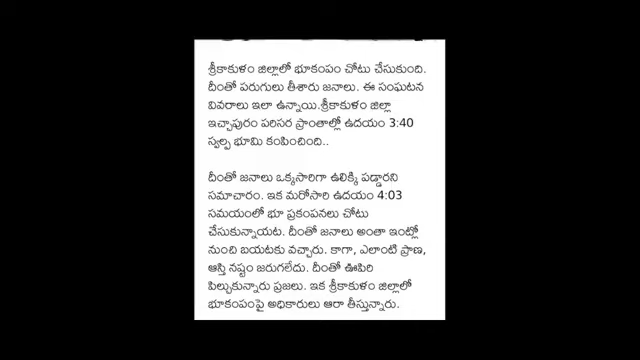 శ్రీకాకుళం జిల్లాలో భూకంపం చోటు చేసుకుంది.
దీంతో పరుగులు తీశారు జనాలు. ఈ సంఘటన
వివరాలు ఇలా ఉన్నాయి.శ్రీకాకుళం జిల్లా
ఇచ్చాపురం పరిసర ప్రాంతాల్లో ఉదయం 3:40
స్వల్ప భూమి కంపించింది..
దీంతో జనాలు ఒక్కసారిగా ఉలిక్కి పడ్డారని
సమాచారం. ఇక మరోసారి ఉదయం 4:03
సమయంలో భూ ప్రకంపనలు చోటు
చేసుకున్నాయట. దీంతో జనాలు అంతా ఇంట్లో
నుంచి బయటకు వచ్చారు. కాగా, ఎలాంటి ప్రాణ,
ఆస్తి నష్టం జరుగలేదు. దీంతో ఊపిరి
పిల్చుకున్నారు ప్రజలు. ఇక శ్రీకాకుళం జిల్లాలో
భూకంపంపై అధికారులు ఆరా తీస్తున్నారు.